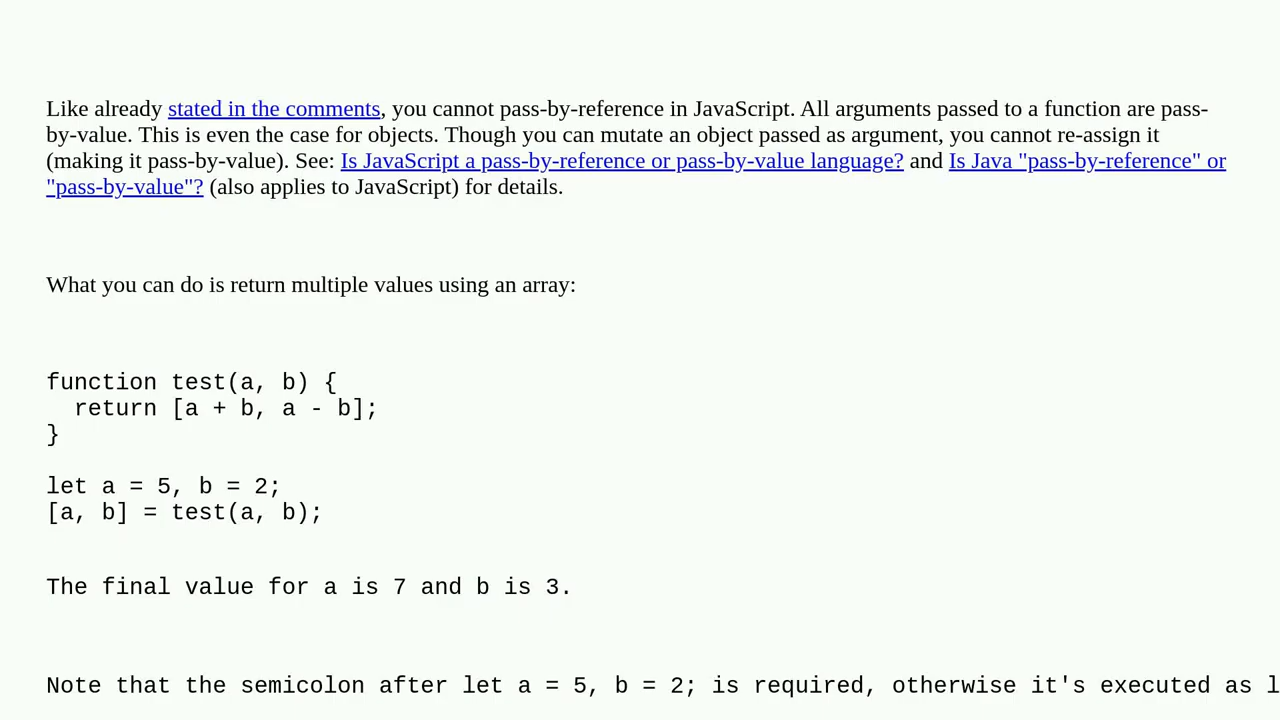 Like already stated in the comments, you cannot pass-by-reference in JavaScript. All arguments passed to a function are pass-
by-value. This is even the case for objects. Though you can mutate an object passed as argument, you cannot re-assign it
(making it pass-by-value). See: Is JavaScript a pass-by-reference or pass-by-value language? and Is Java "pass-by-reference" or
"pass-by-value"? (also applies to JavaScript) for details.
What you can do is return multiple values using an array:
function test(a, b) {
  return [a + b, a - b];
}
let a = 5, b = 2;
[a, b] = test(a, b);
The final value for a is 7 and b is 3.
Note that the semicolon after let a = 5, b = 2; is required, otherwise it's executed as